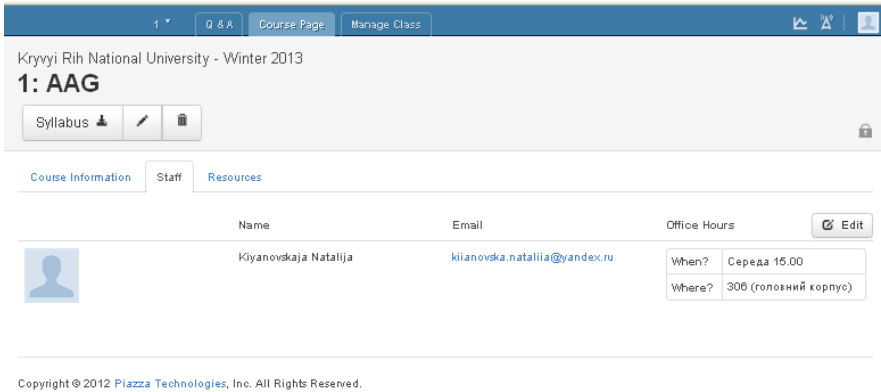 1 Q & A Course Page Manage Class
Kryvyi Rih National University - Winter 2013
1: AAG
Syllabus
Course Information Staff Resources
Name Email Office Hours Edit
Kiyanovskaja Natalija kiianovska.nataliia@yandex.ru When? Середа 15.00
Where? 306 (головний корпус)
Copyright © 2012 Piazza Technologies, Inc. All Rights Reserved.